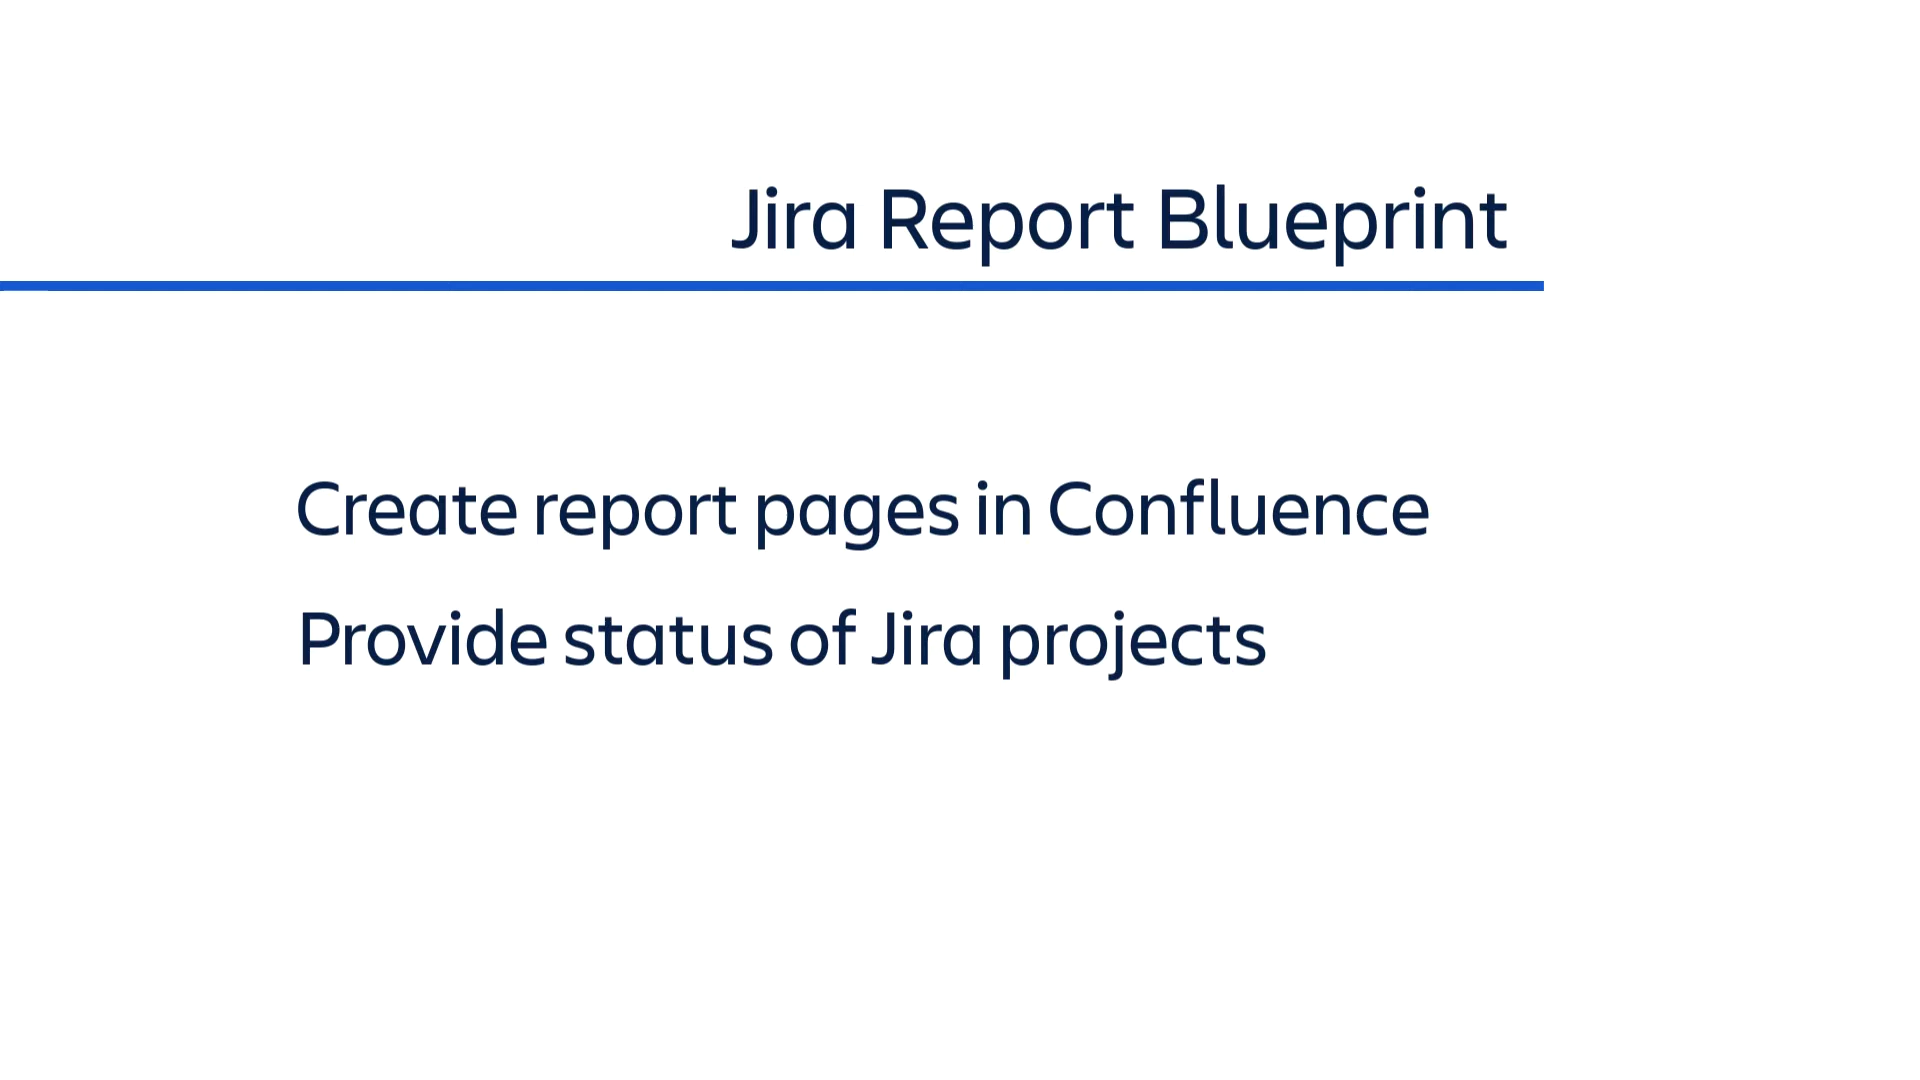 Jira Report Blueprint
Create report pages in Confluence
Provide status of Jira projects